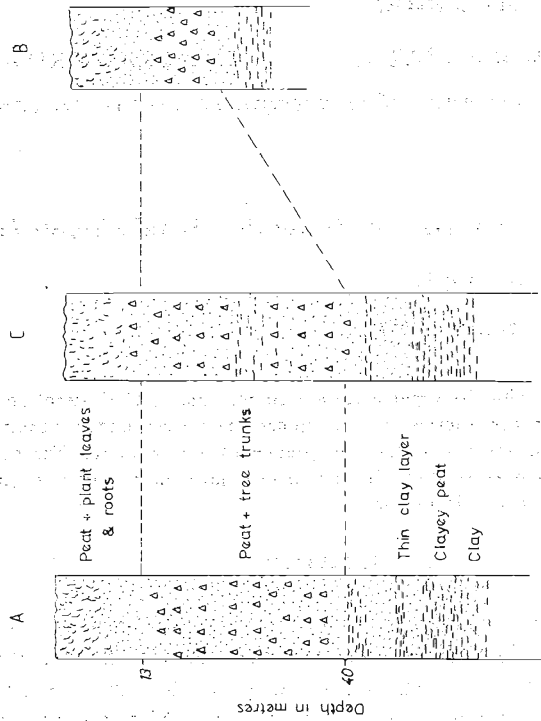 A
C
B
Peat + plant leaves
& roots
Peat + tree trunks
Thin clay layer
Clayey peat
Clay
13
40
Depth in metres